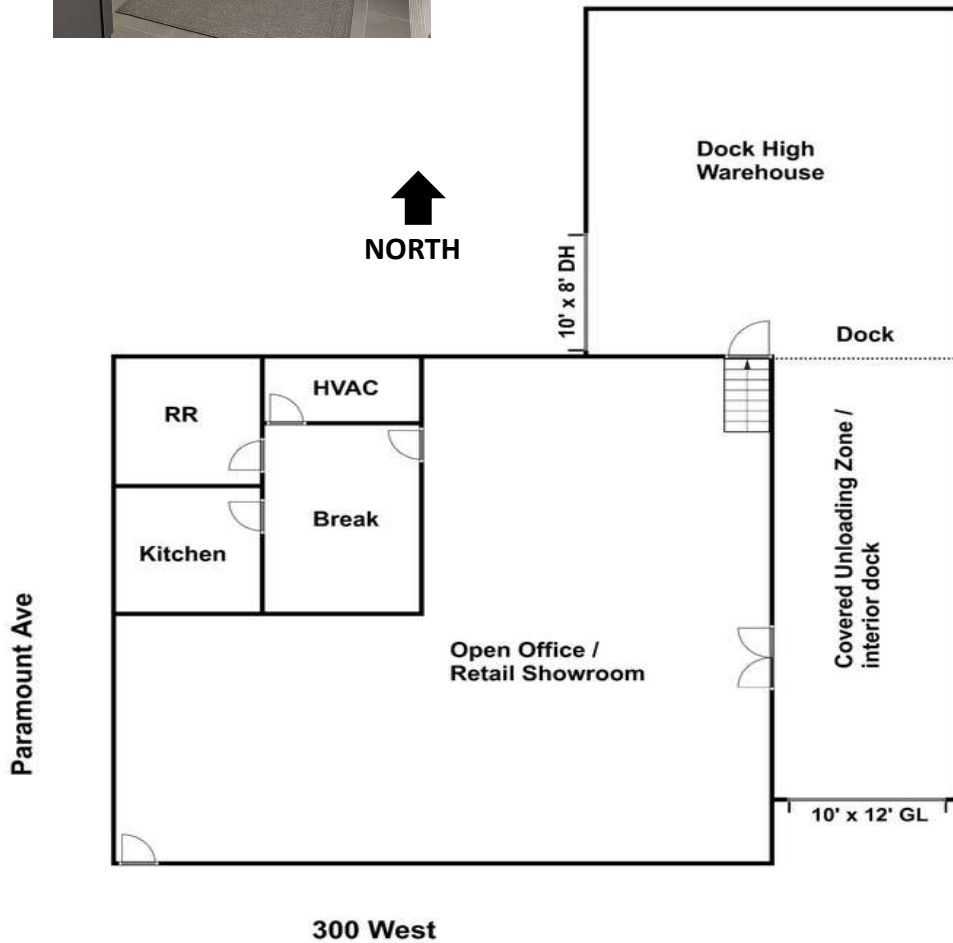 Dock High
Warehouse
NORTH
10' x 8' DH
Dock
HVAC
RR
Covered Unloading Zone /
interior dock
Break
Kitchen
Open Office /
Retail Showroom
Paramount Ave
10' x 12' GL
300 West